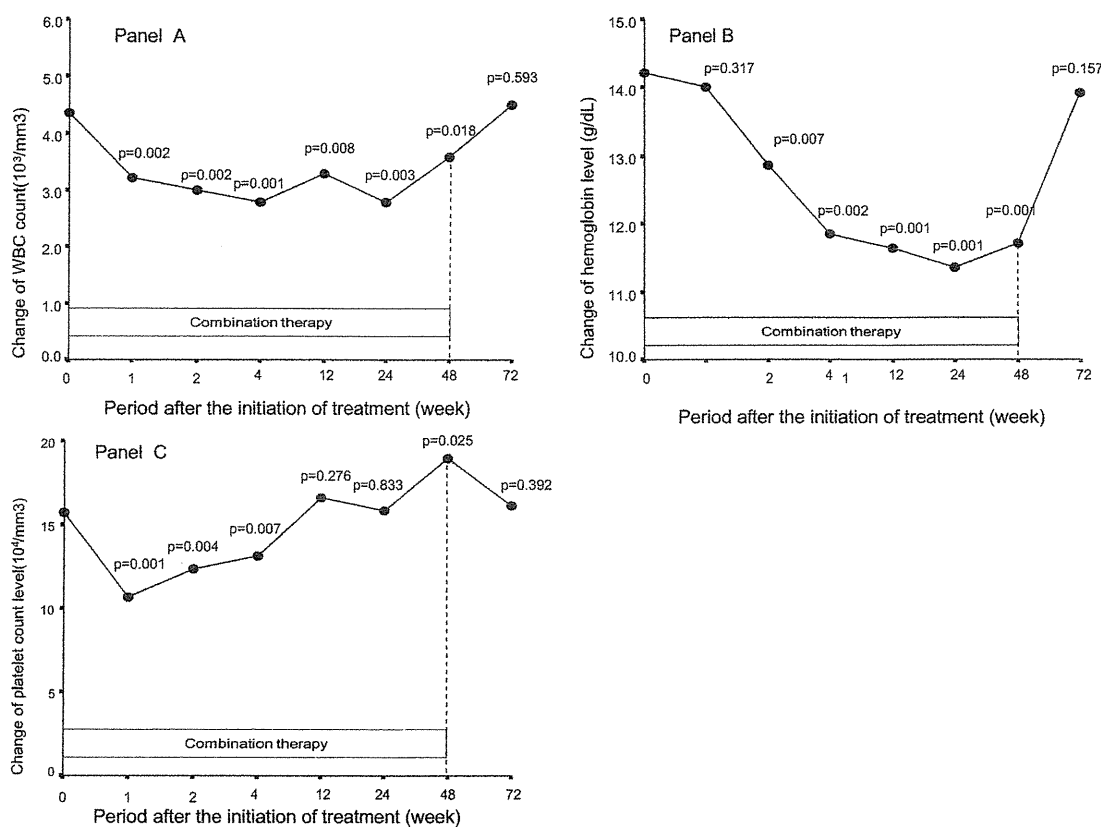 Panel A
Change of WBC count(10³/mm3)
6.0
5.0
4.0
3.0
2.0
1.0
0.0
p=0.002
p=0.002
p=0.001
p=0.008
p=0.003
p=0.018
p=0.593
Combination therapy
0 1 2 4 12 24 48 72
Period after the initiation of treatment (week)
Panel B
Change of hemoglobin level (g/dL)
15.0
14.0
13.0
12.0
11.0
10.0
p=0.317
p=0.007
p=0.002
p=0.001
p=0.001
p=0.001
p=0.157
Combination therapy
0 2 4 1 12 24 48 72
Period after the initiation of treatment (week)
Panel C
Change of platelet count level(10⁴/mm3)
20
15
10
5
0
p=0.001
p=0.004
p=0.007
p=0.276
p=0.833
p=0.025
p=0.392
Combination therapy
0 1 2 4 12 24 48 72
Period after the initiation of treatment (week)